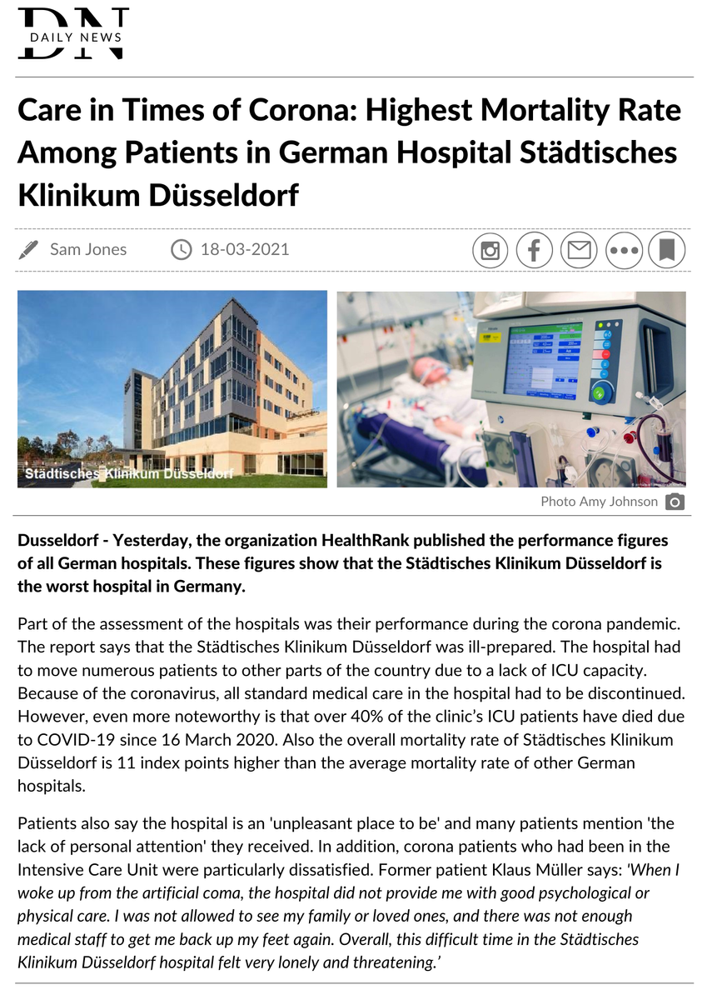 DN
DAILY NEWS
Care in Times of Corona: Highest Mortality Rate
Among Patients in German Hospital Städtisches
Klinikum Düsseldorf
Sam Jones 18-03-2021
Städtisches Klinikum Düsseldorf
Photo Amy Johnson
Dusseldorf - Yesterday, the organization HealthRank published the performance figures
of all German hospitals. These figures show that the Städtisches Klinikum Düsseldorf is
the worst hospital in Germany.
Part of the assessment of the hospitals was their performance during the corona pandemic.
The report says that the Städtisches Klinikum Düsseldorf was ill-prepared. The hospital had
to move numerous patients to other parts of the country due to a lack of ICU capacity.
Because of the coronavirus, all standard medical care in the hospital had to be discontinued.
However, even more noteworthy is that over 40% of the clinic's ICU patients have died due
to COVID-19 since 16 March 2020. Also the overall mortality rate of Städtisches Klinikum
Düsseldorf is 11 index points higher than the average mortality rate of other German
hospitals.
Patients also say the hospital is an 'unpleasant place to be' and many patients mention 'the
lack of personal attention' they received. In addition, corona patients who had been in the
Intensive Care Unit were particularly dissatisfied. Former patient Klaus Müller says: 'When I
woke up from the artificial coma, the hospital did not provide me with good psychological or
physical care. I was not allowed to see my family or loved ones, and there was not enough
medical staff to get me back up my feet again. Overall, this difficult time in the Städtisches
Klinikum Düsseldorf hospital felt very lonely and threatening.’